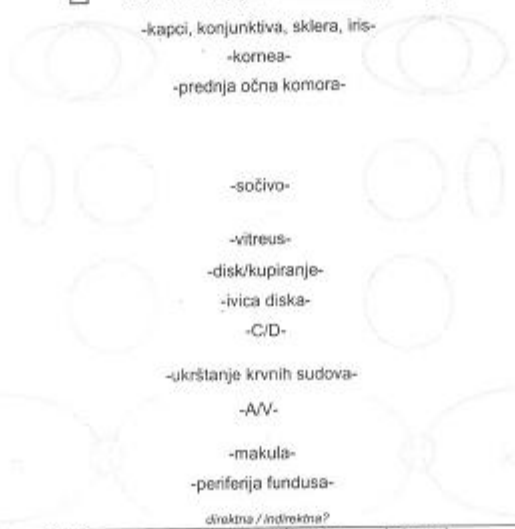 -kapci, konjunktiva, sklera, iris-
-kornea-
-prednja očna komora-
-sočivo-
-vitreus-
-disk/kupiranje-
-ivica diska-
-C/D-
-ukrštanje krvnih sudova-
-A/V-
-makula-
-periferija fundusa-
direktna / indirektna?